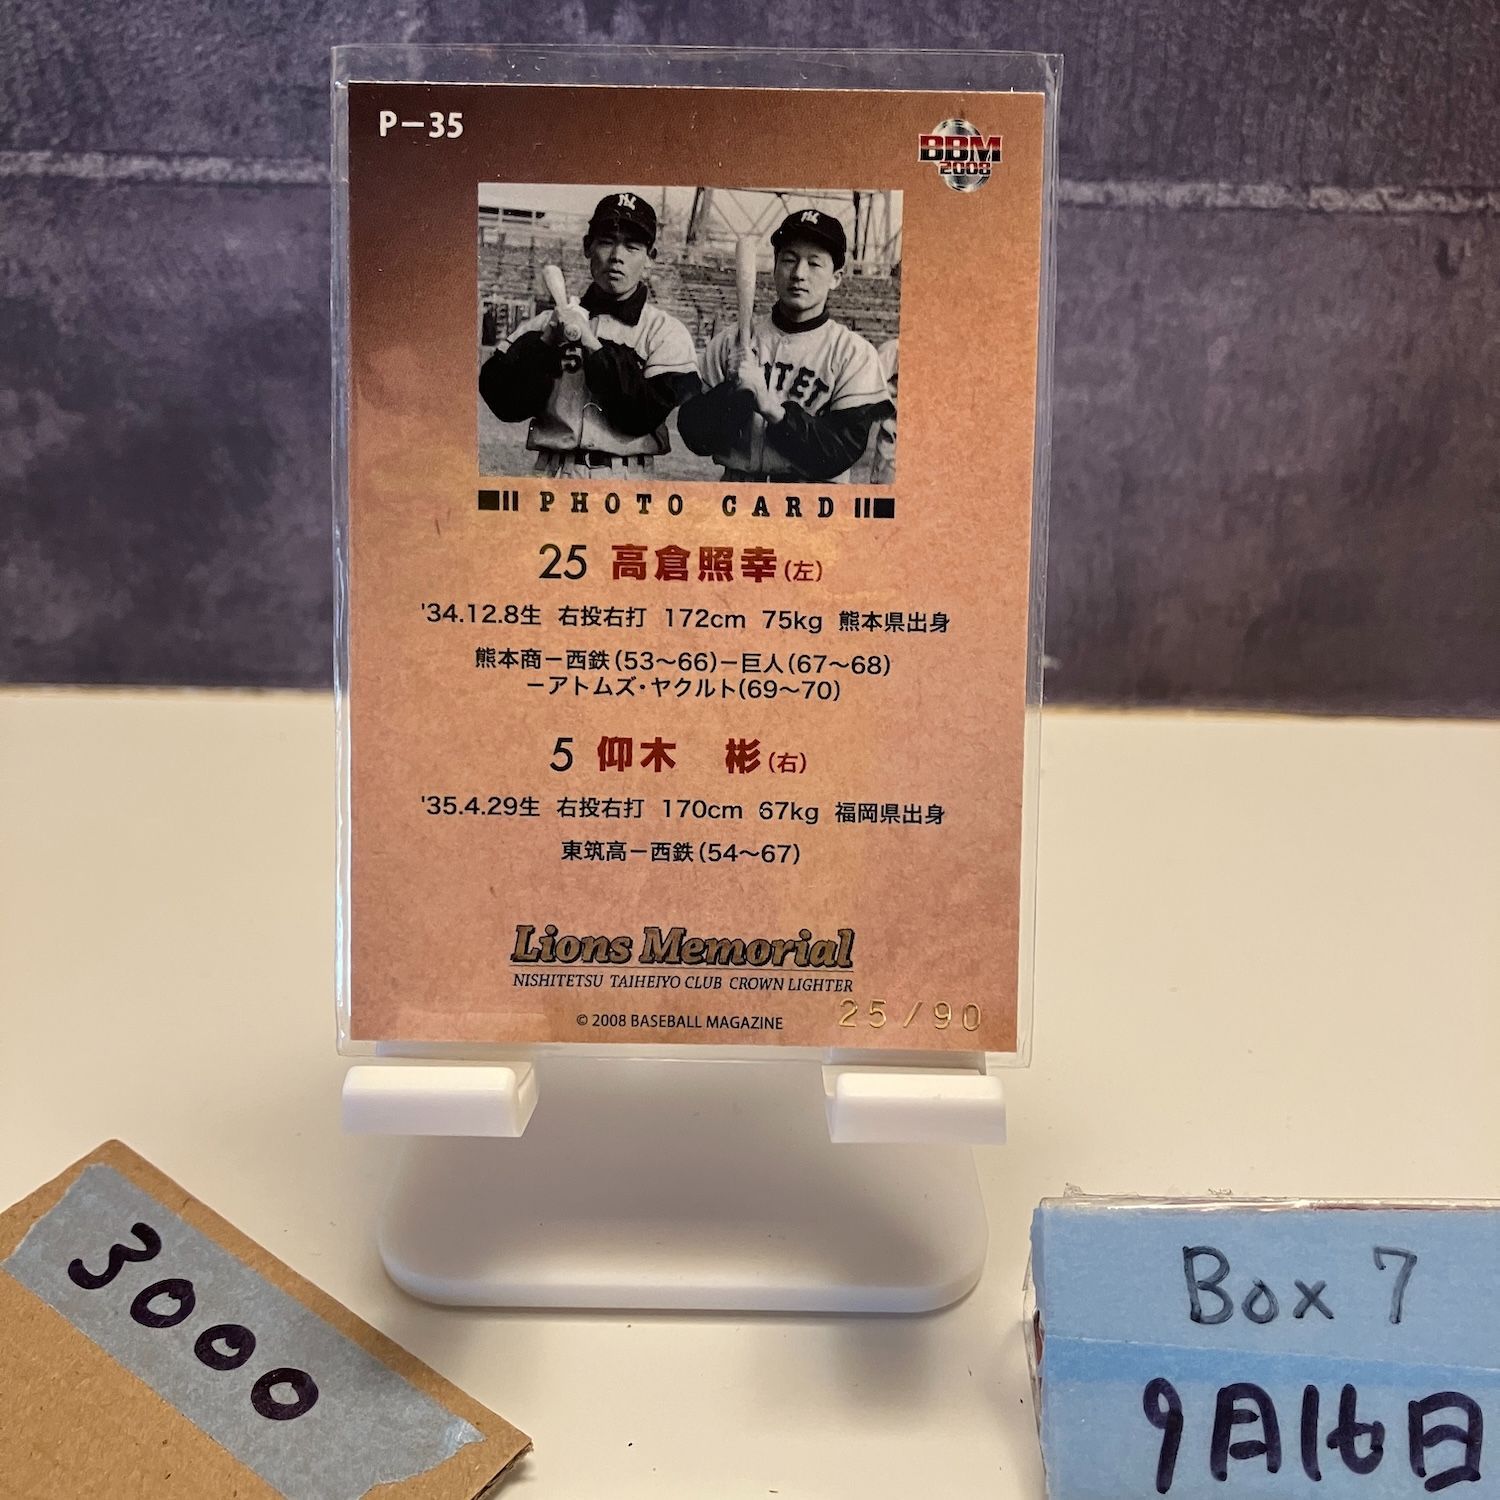 P-35
BBM
2008
NY
NY
PHOTO CARD
25 高倉照幸(左)
'34.12.8生 右投右打 172cm 75kg 熊本県出身
熊本商ー西鉄(53〜66)ー巨人(67〜68)
ーアトムズ・ヤクルト(69〜70)
5 仰木 彬(右)
'35.4.29生 右投右打 170cm 67kg 福岡県出身
東筑高ー西鉄(54〜67)
Lions Memorial
NISHITETSU TAIHEIYO CLUB CROWN LIGHTER
© 2008 BASEBALL MAGAZINE
25/90
3000
Box 7
9月16日